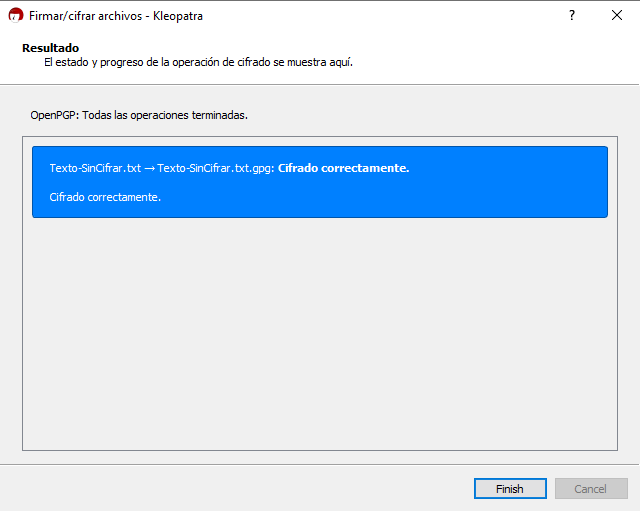 Firmar/cifrar archivos - Kleopatra
?
Resultado
El estado y progreso de la operación de cifrado se muestra aquí.
OpenPGP: Todas las operaciones terminadas.
Texto-SinCifrar.txt → Texto-SinCifrar.txt.gpg: Cifrado correctamente.
Cifrado correctamente.
Finish
Cancel